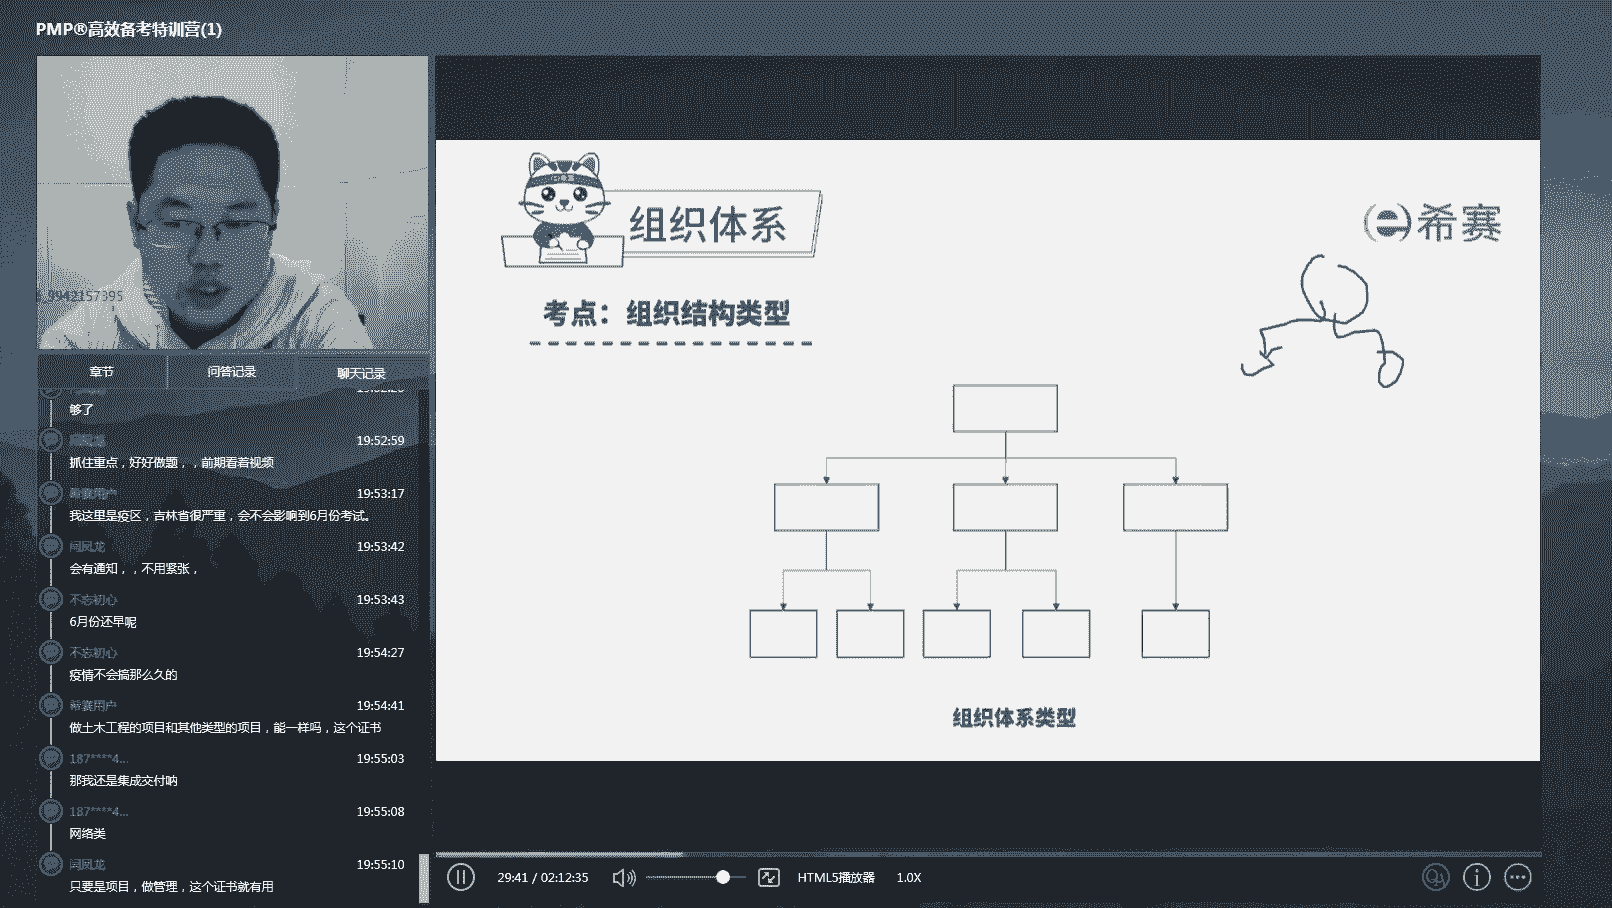 PMP®高效备考特训营(1)
9942157395
章节
问答记录
聊天记录
够了
19:52:59
抓住重点，好好做题，，前期看着视频
希赛用户
19:53:17
我这里是疫区，吉林省很严重，会不会影响到6月份考试。
闾凤龙
19:53:42
会有通知，，不用紧张，
不忘初心
19:53:43
6月份还早呢
不忘初心
19:54:27
疫情不会搞那么久的
希赛用户
19:54:41
做土木工程的项目和其他类型的项目，能一样吗，这个证书
187****4...
19:55:03
那我还是集成交付呐
187****4...
19:55:08
网络类
闾凤龙
19:55:10
只要是项目，做管理，这个证书就有用
组织体系
希赛
考点：组织结构类型
组织体系类型
29:41 / 02:12:35
HTML5播放器
1.0X